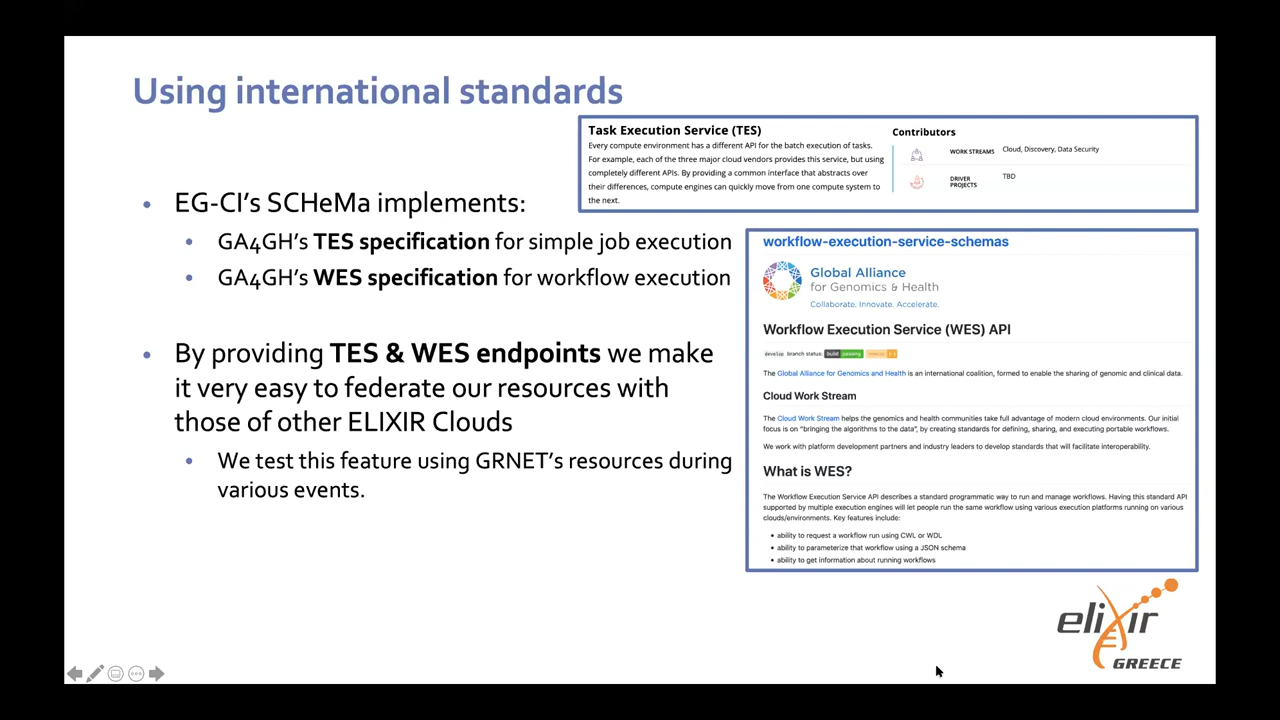 Using international standards
EG-CI's SCHeMa implements:
GA4GH's TES specification for simple job execution
GA4GH's WES specification for workflow execution
By providing TES & WES endpoints we make
it very easy to federate our resources with
those of other ELIXIR Clouds
We test this feature using GRNET's resources during
various events.
Task Execution Service (TES)
Every compute environment has a different API for the batch execution of tasks.
For example, each of the three major cloud vendors provides this service, but using
completely different APIs. By providing a common interface that abstracts over
their differences, compute engines can quickly move from one compute system to
the next.
Contributors
WORK STREAMS Cloud, Discovery, Data Security
DRIVER PROJECTS TBD
workflow-execution-service-schemas
Global Alliance
for Genomics & Health
Collaborate. Innovate. Accelerate.
Workflow Execution Service (WES) API
develop branch status: build passing
The Global Alliance for Genomics and Health is an international coalition, formed to enable the sharing of genomic and clinical data.
Cloud Work Stream
The Cloud Work Stream helps the genomics and health communities take full advantage of modern cloud environments. Our initial
focus is on "bringing the algorithms to the data", by creating standards for defining, sharing, and executing portable workflows.
We work with platform development partners and industry leaders to develop standards that will facilitate interoperability.
What is WES?
The Workflow Execution Service API describes a standard programmatic way to run and manage workflows. Having this standard API
supported by multiple execution engines will let people run the same workflow using various execution platforms running on various
clouds/environments. Key features include:
ability to request a workflow run using CWL or WDL
ability to parameterize that workflow using a JSON schema
ability to get information about running workflows
elixir
GREECE